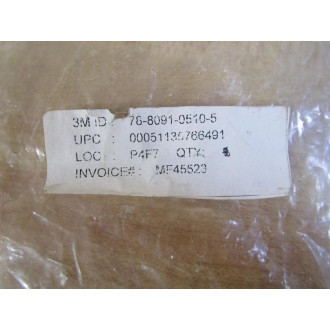 3M ID : 78-8091-0510-5
UPC : 00051135766491
LOC : P4F7 QTY:
INVOICE# : MF45523